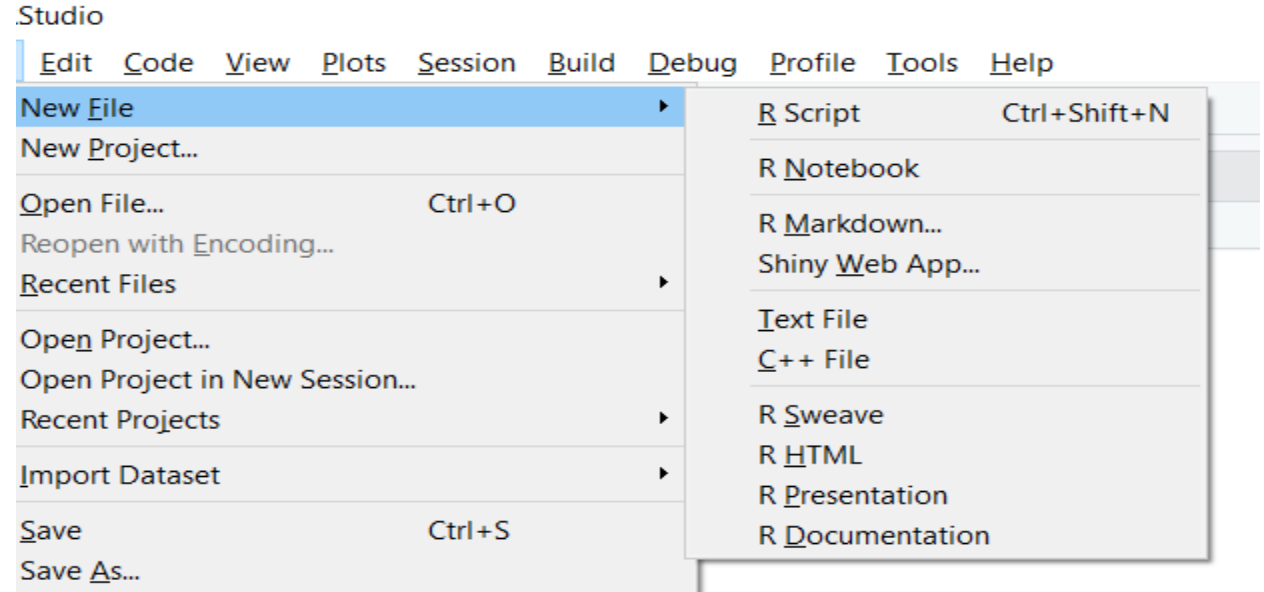 .Studio
Edit Code View Plots Session Build Debug Profile Tools Help
New File
New Project...
Open File... Ctrl+O
Reopen with Encoding...
Recent Files
Open Project...
Open Project in New Session...
Recent Projects
Import Dataset
Save Ctrl+S
Save As...
R Script Ctrl+Shift+N
R Notebook
R Markdown...
Shiny Web App...
Text File
C++ File
R Sweave
R HTML
R Presentation
R Documentation